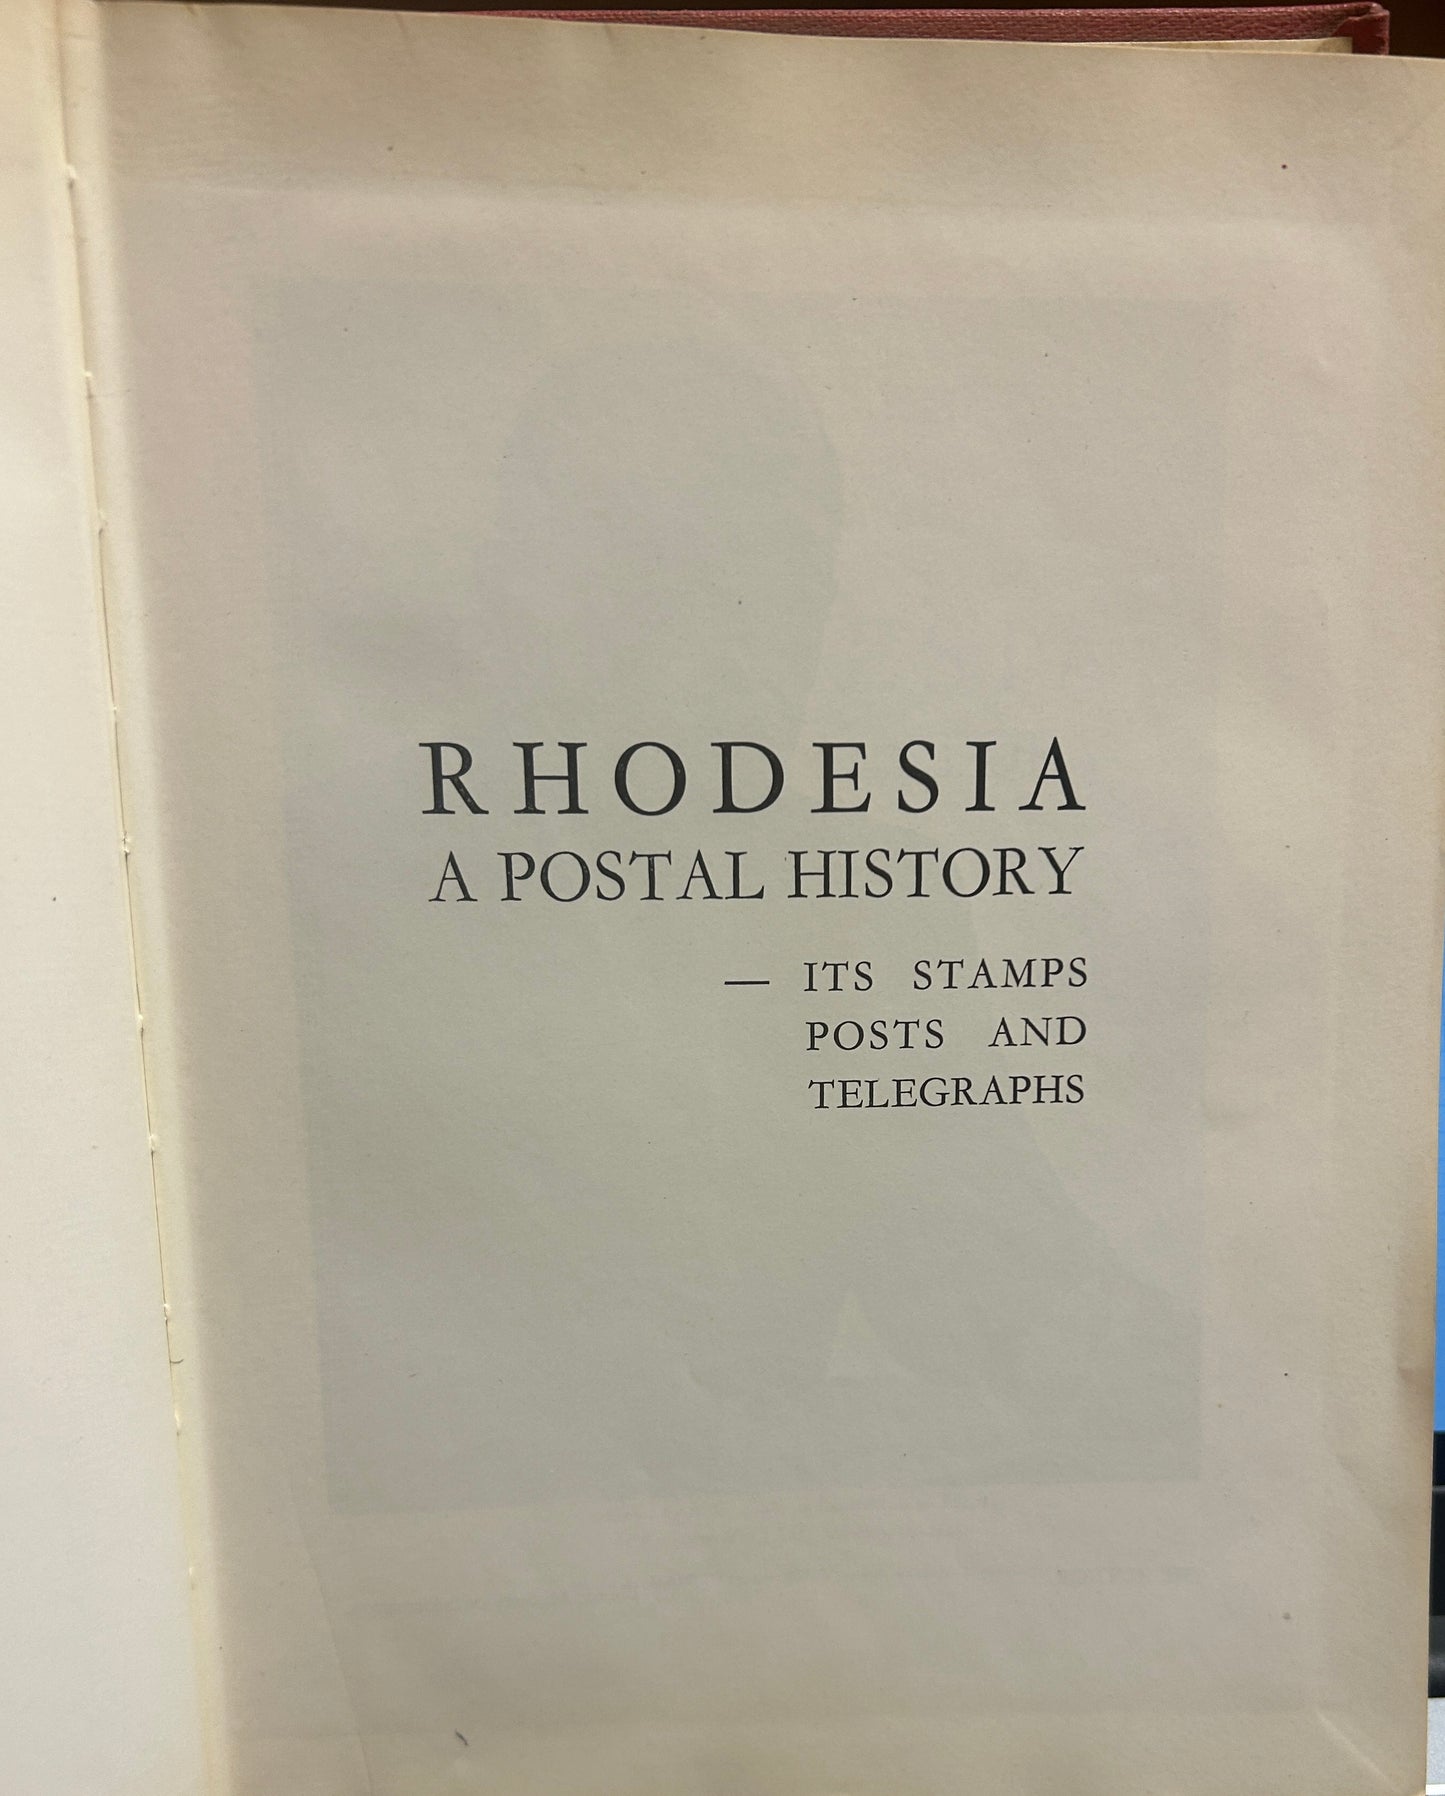 RHODESIA
A POSTAL HISTORY
— ITS STAMPS
POSTS AND
TELEGRAPHS